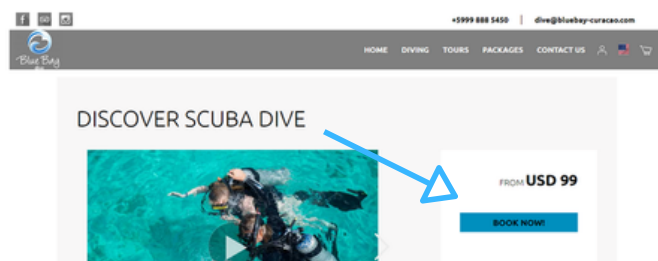 +5999 888 5450 | dive@bluebay-curacao.com
Blue Bay
HOME DIVING TOURS PACKAGES CONTACT US
DISCOVER SCUBA DIVE
FROM USD 99
BOOK NOW!